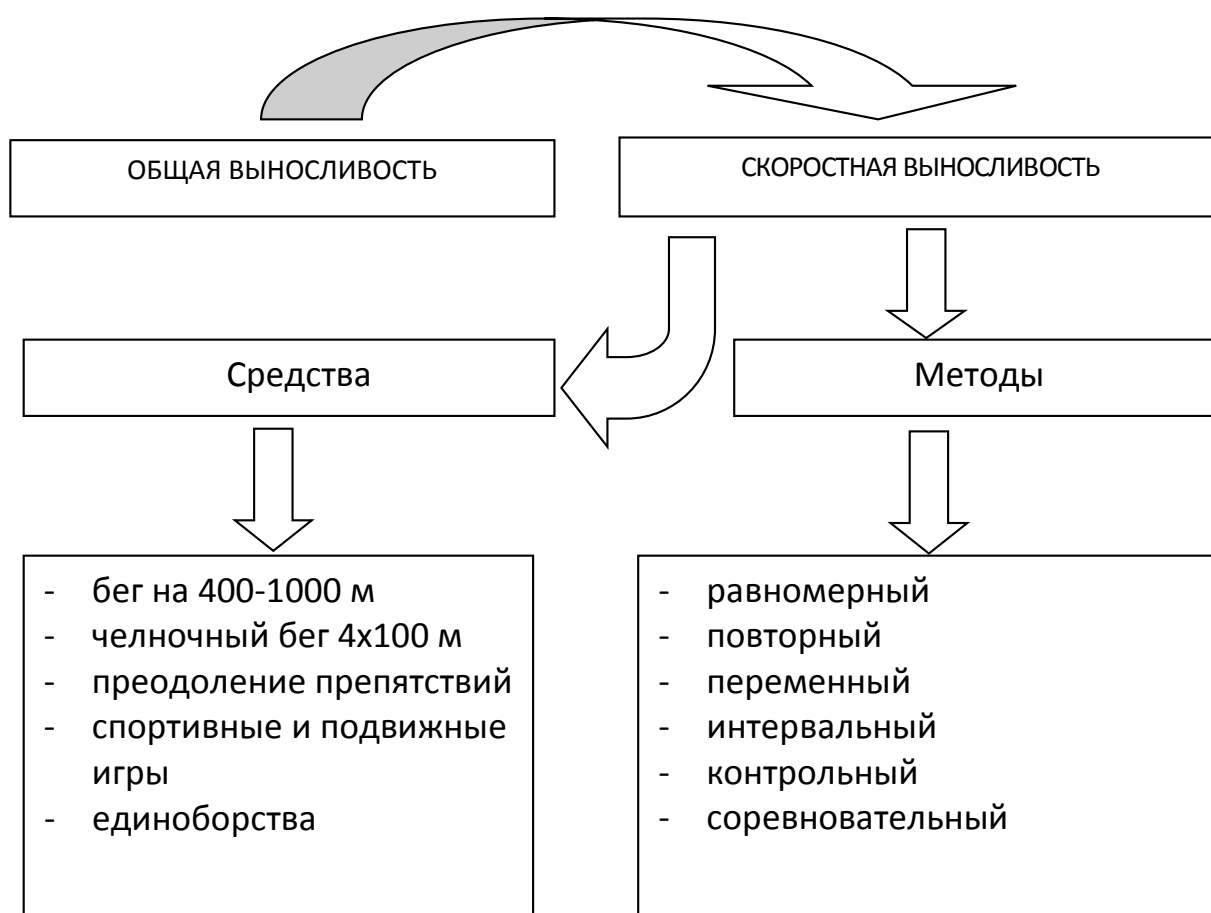 ОБЩАЯ ВЫНОСЛИВОСТЬ
СКОРОСТНАЯ ВЫНОСЛИВОСТЬ
Средства
Методы
- бег на 400-1000 м
- челночный бег 4х100 м
- преодоление препятствий
- спортивные и подвижные
игры
- единоборства
- равномерный
- повторный
- переменный
- интервальный
- контрольный
- соревновательный